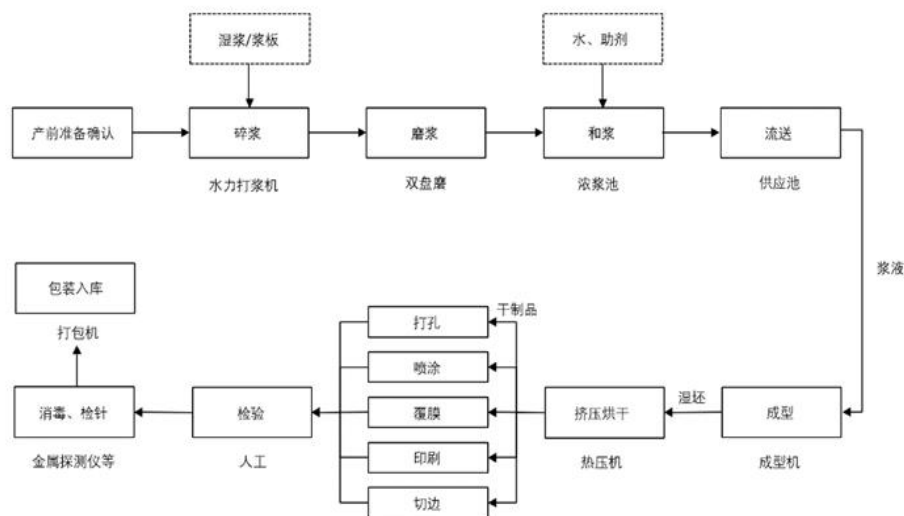 湿浆/浆板
水、助剂
产前准备确认
碎浆
磨浆
和浆
流送
水力打浆机
双盘磨
浓浆池
供应池
浆液
包装入库
打包机
干制品
打孔
喷涂
覆膜
印刷
切边
消毒、检针
检验
挤压烘干
湿坯
成型
金属探测仪等
人工
热压机
成型机